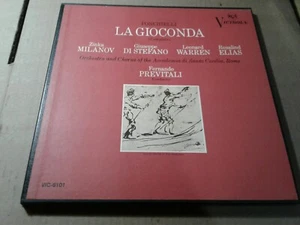 PONCHIELLI
LA GIOCONDA
Zinka MILANOV
Giuseppe DI STEFANO
Leonard WARREN
Rosalind ELIAS
Orchestra and Chorus of the Accademia di Santa Cecilia, Rome
Fernando
PREVITALI